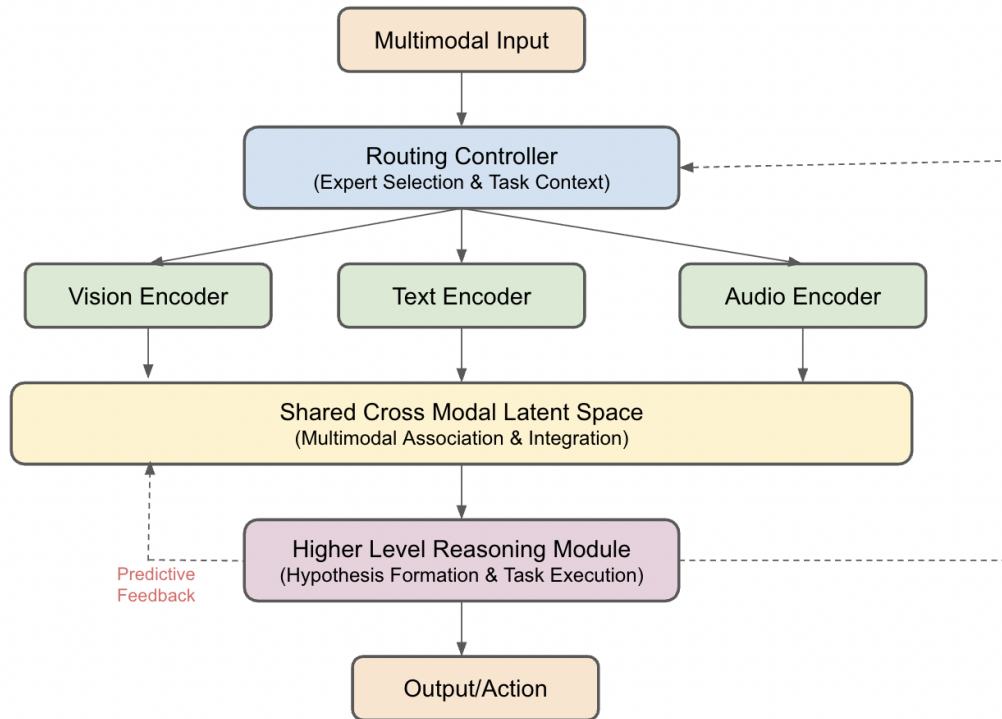 Multimodal Input
Routing Controller
(Expert Selection & Task Context)
Vision Encoder
Text Encoder
Audio Encoder
Shared Cross Modal Latent Space
(Multimodal Association & Integration)
Higher Level Reasoning Module
(Hypothesis Formation & Task Execution)
Predictive
Feedback
Output/Action